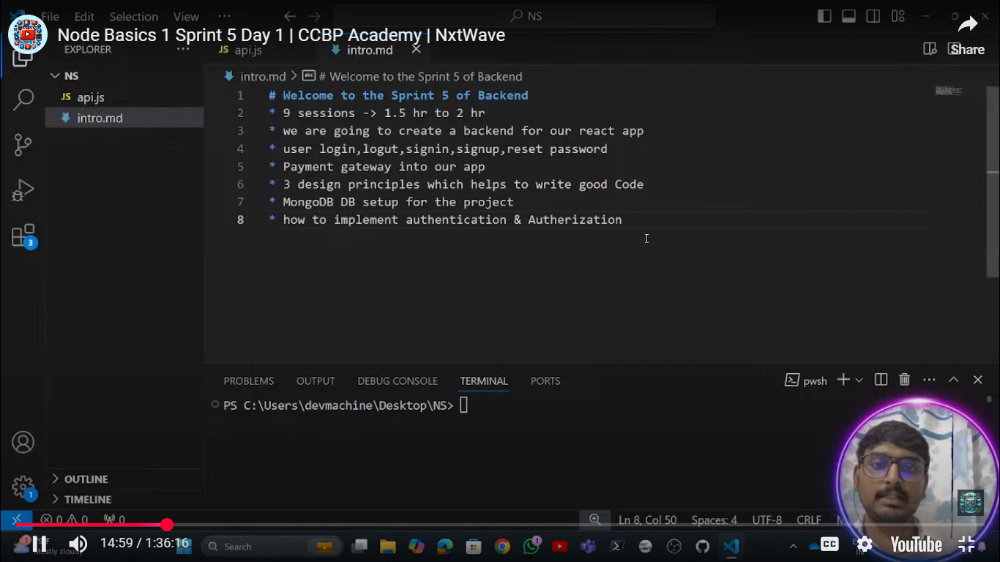 File Edit Selection View ...
NS
Node Basics 1 Sprint 5 Day 1 | CCBP Academy | NxtWave
Share
EXPLORER ...
JS api.js
intro.md
NS
JS api.js
intro.md
intro.md > # Welcome to the Sprint 5 of Backend
1 # Welcome to the Sprint 5 of Backend
2 * 9 sessions -> 1.5 hr to 2 hr
3 * we are going to create a backend for our react app
4 * user login,logut,signin,signup,reset password
5 * Payment gateway into our app
6 * 3 design principles which helps to write good Code
7 * MongoDB DB setup for the project
8 * how to implement authentication & Autherization
3
PROBLEMS OUTPUT DEBUG CONSOLE TERMINAL PORTS
pwsh
PS C:\Users\devmachine\Desktop\NS>
OUTLINE
1
TIMELINE
0 0 0
Ln 8, Col 50 Spaces: 4 UTF-8 CRLF
14:59 / 1:36:16
Mostly cloudy
Search
1
CC
YouTube